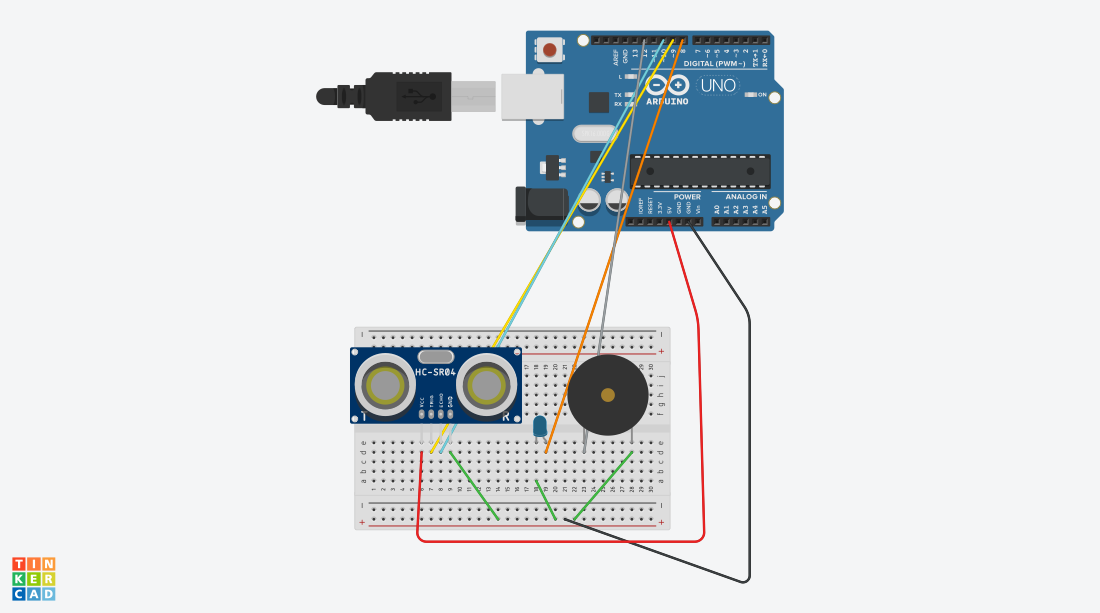 AREF
GND
13
12
~11
~10
~9
8
7
~6
~5
4
~3
2
TX→1
RX←0
DIGITAL (PWM~)
L
TX
RX
ARDUINO
UNO
ON
POWER
ANALOG IN
IOREF
RESET
3.3V
5V
GND
GND
Vin
A0
A1
A2
A3
A4
A5
HC-SR04
VCC
TRIG
ECHO
GND
T
R
TIN
KER
CAD